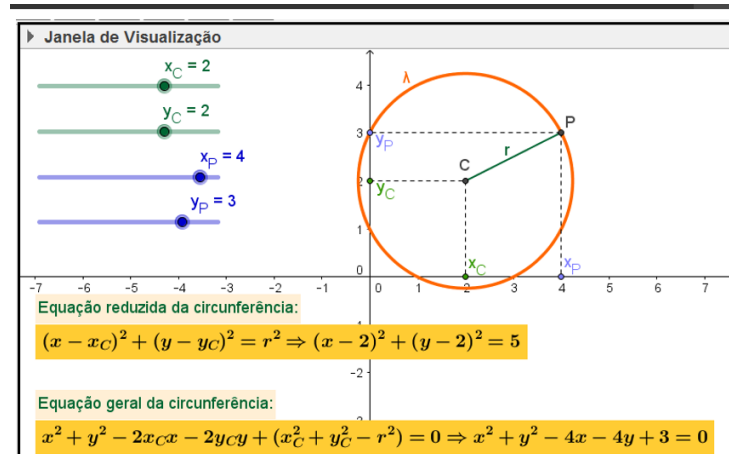 Janela de Visualização
x_C = 2
y_C = 2
x_P = 4
y_P = 3
λ
4
3
y_P
P
r
C
2
y_C
1
x_C
x_P
0
-7 -6 -5 -4 -3 -2 -1 0 1 2 3 4 5 6 7
Equação reduzida da circunferência:
(x − x_C)² + (y − y_C)² = r² ⇒ (x − 2)² + (y − 2)² = 5
-2
Equação geral da circunferência:
x² + y² − 2x_Cx − 2y_Cy + (x_C² + y_C² − r²) = 0 ⇒ x² + y² − 4x − 4y + 3 = 0